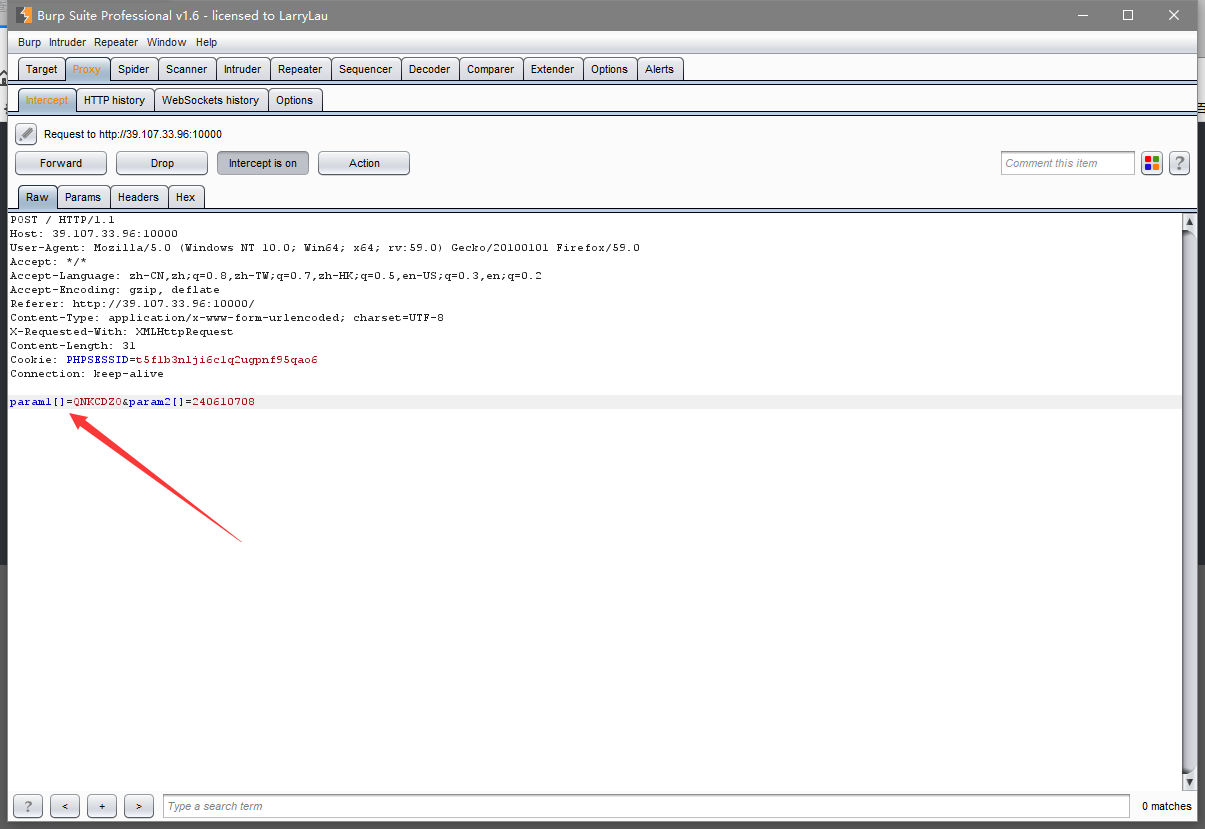 Burp Suite Professional v1.6 - licensed to LarryLau
Burp Intruder Repeater Window Help
Target Proxy Spider Scanner Intruder Repeater Sequencer Decoder Comparer Extender Options Alerts
Intercept HTTP history WebSockets history Options
Request to http://39.107.33.96:10000
Forward Drop Intercept is on Action Comment this item ?
Raw Params Headers Hex
POST / HTTP/1.1
Host: 39.107.33.96:10000
User-Agent: Mozilla/5.0 (Windows NT 10.0; Win64; x64; rv:59.0) Gecko/20100101 Firefox/59.0
Accept: */*
Accept-Language: zh-CN,zh;q=0.8,zh-TW;q=0.7,zh-HK;q=0.5,en-US;q=0.3,en;q=0.2
Accept-Encoding: gzip, deflate
Referer: http://39.107.33.96:10000/
Content-Type: application/x-www-form-urlencoded; charset=UTF-8
X-Requested-With: XMLHttpRequest
Content-Length: 31
Cookie: PHPSESSID=t5flb3nlji6clq2ugpnf95qao6
Connection: keep-alive
param1[]=QNKCDZO&param2[]=240610708
? < + > Type a search term 0 matches